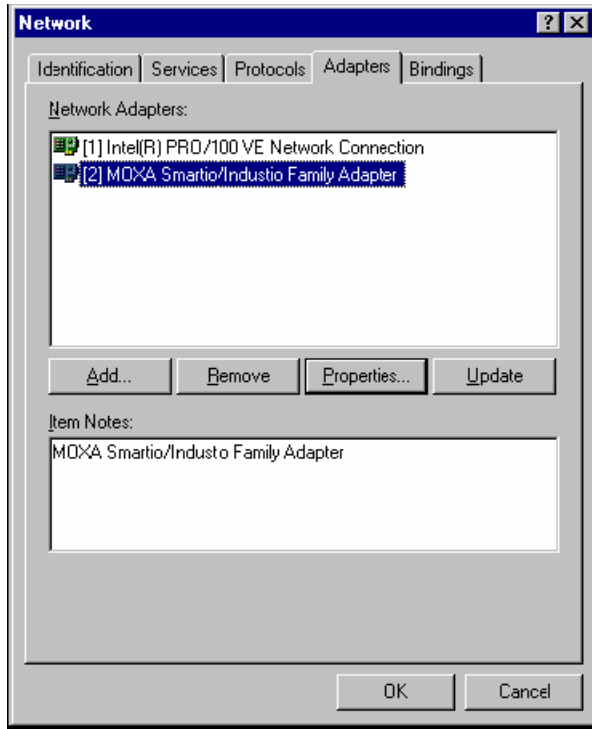 Network
Identification Services Protocols Adapters Bindings
Network Adapters:
[1] Intel(R) PRO/100 VE Network Connection
[2] MOXA Smartio/Industio Family Adapter
Add... Remove Properties... Update
Item Notes:
MOXA Smartio/Industo Family Adapter
OK Cancel